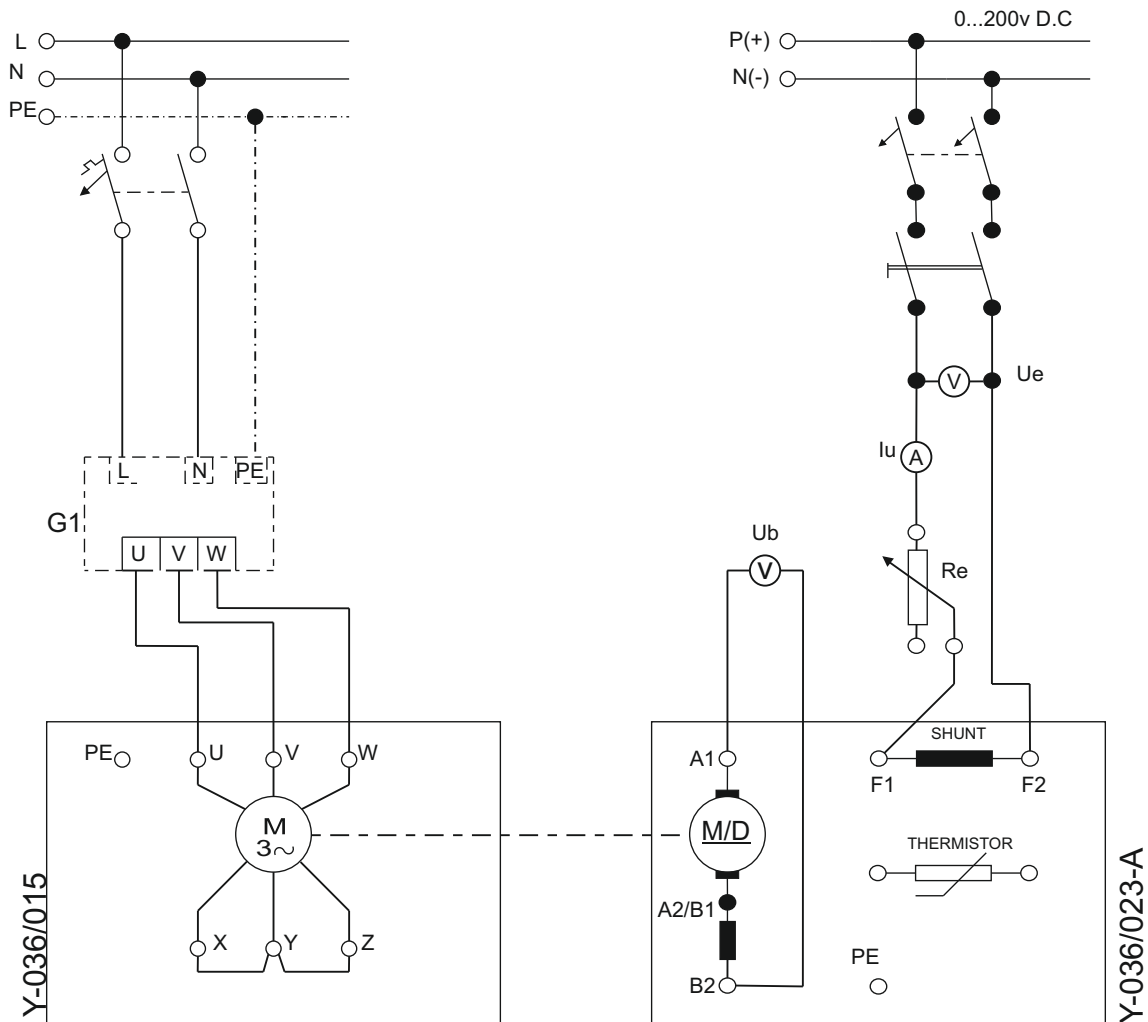 0...200v D.C
L
N
PE
P(+)
N(-)
V
Ue
Iu
A
L
N
PE
G1
U
V
W
Ub
V
Re
PE
U
V
W
A1
SHUNT
F1
F2
M
3~
M/D
THERMISTOR
A2/B1
X
Y
Z
PE
B2
Y-036/015
Y-036/023-A